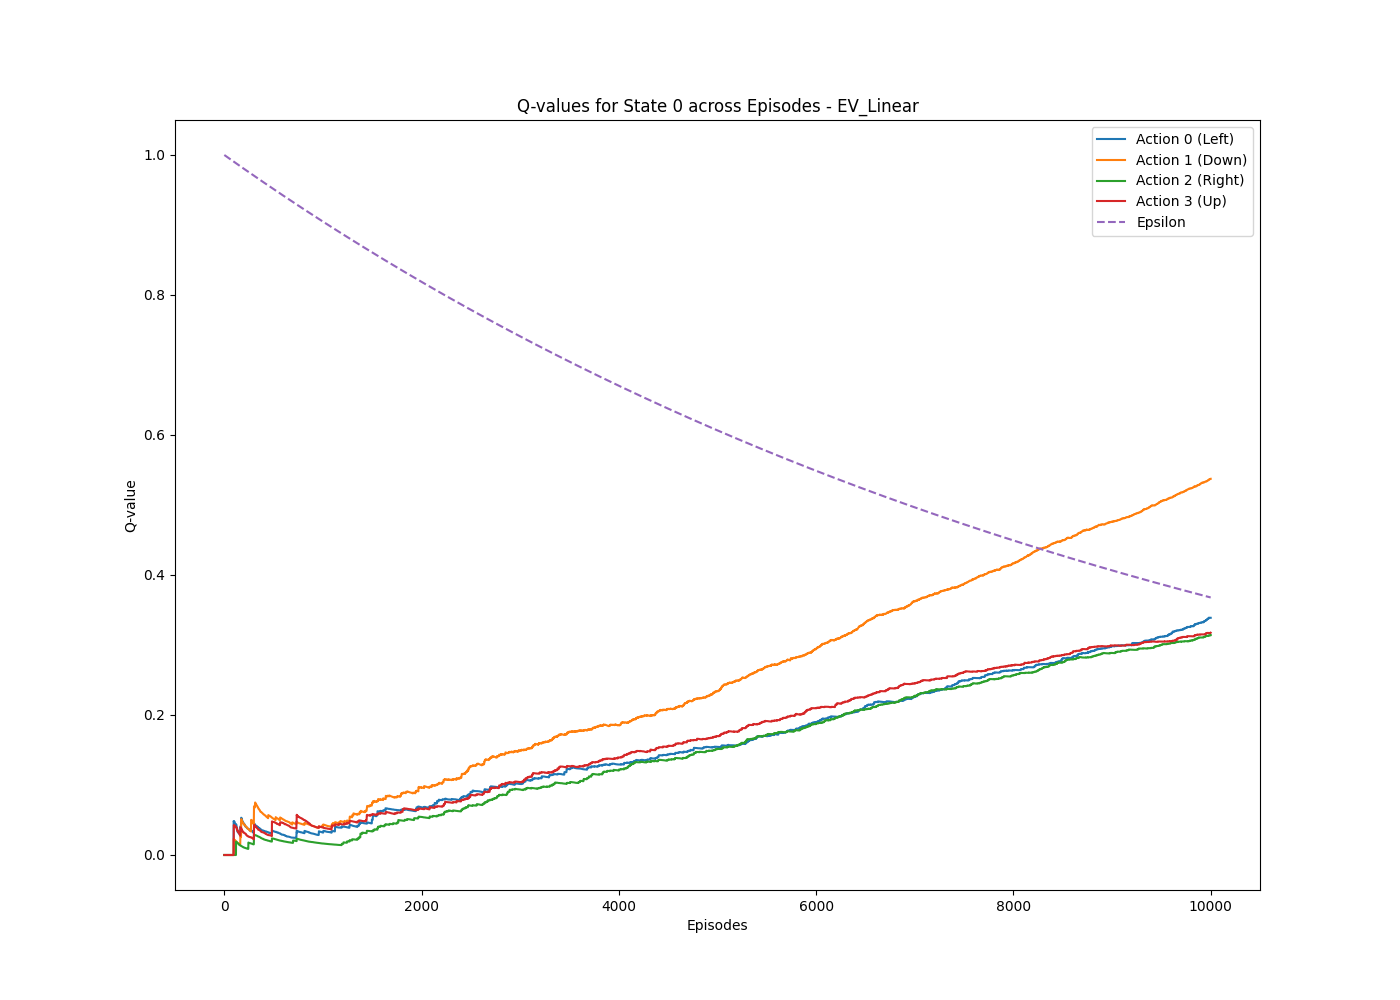 Q-values for State 0 across Episodes - EV_Linear
Action 0 (Left)
Action 1 (Down)
Action 2 (Right)
Action 3 (Up)
Epsilon
1.0
0.8
0.6
0.4
0.2
0.0
Q-value
0
2000
4000
6000
8000
10000
Episodes